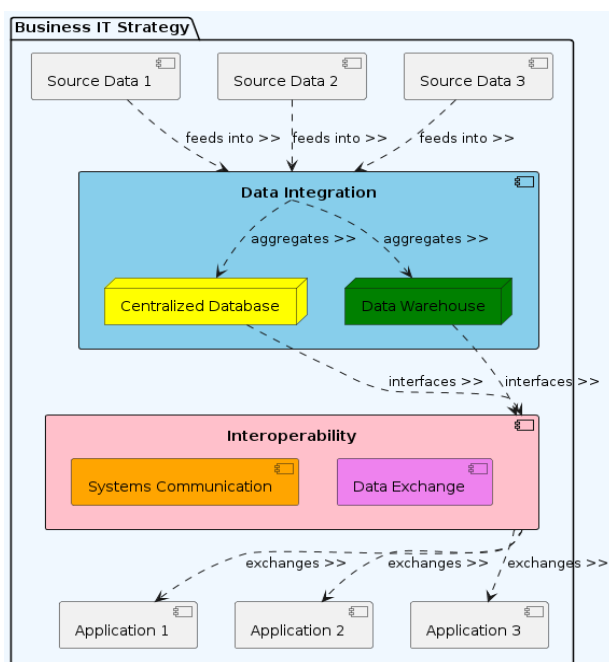 Business IT Strategy
Source Data 1
Source Data 2
Source Data 3
feeds into >>
feeds into >>
feeds into >>
Data Integration
aggregates >>
aggregates >>
Centralized Database
Data Warehouse
interfaces >>
interfaces >>
Interoperability
Systems Communication
Data Exchange
exchanges >>
exchanges >>
exchanges >>
Application 1
Application 2
Application 3